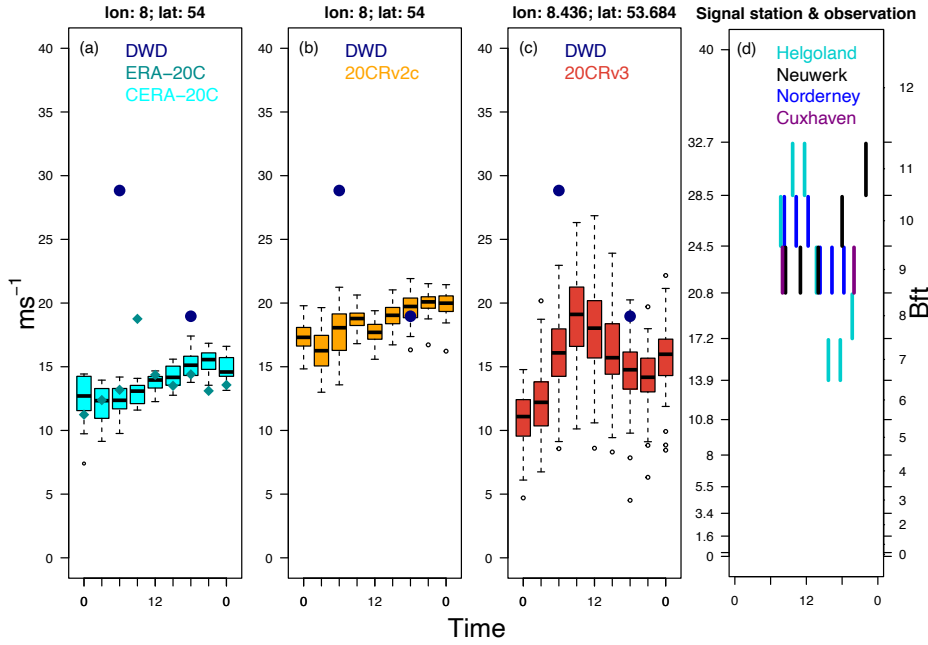 lon: 8; lat: 54
lon: 8; lat: 54
lon: 8.436; lat: 53.684
Signal station & observation
(a)
DWD
ERA−20C
CERA−20C
(b)
DWD
20CRv2c
(c)
DWD
20CRv3
(d)
Helgoland
Neuwerk
Norderney
Cuxhaven
ms⁻¹
40
35
30
25
20
15
10
5
0
40
35
30
25
20
15
10
5
0
40
35
30
25
20
15
10
5
0
40
32.7
28.5
24.5
20.8
17.2
13.9
10.8
8
5.5
3.4
1.6
0
12
11
10
9
8
7
6
5
4
3
2
0
Bft
0 12 0
0 12 0
0 12 0
0 12 0
Time